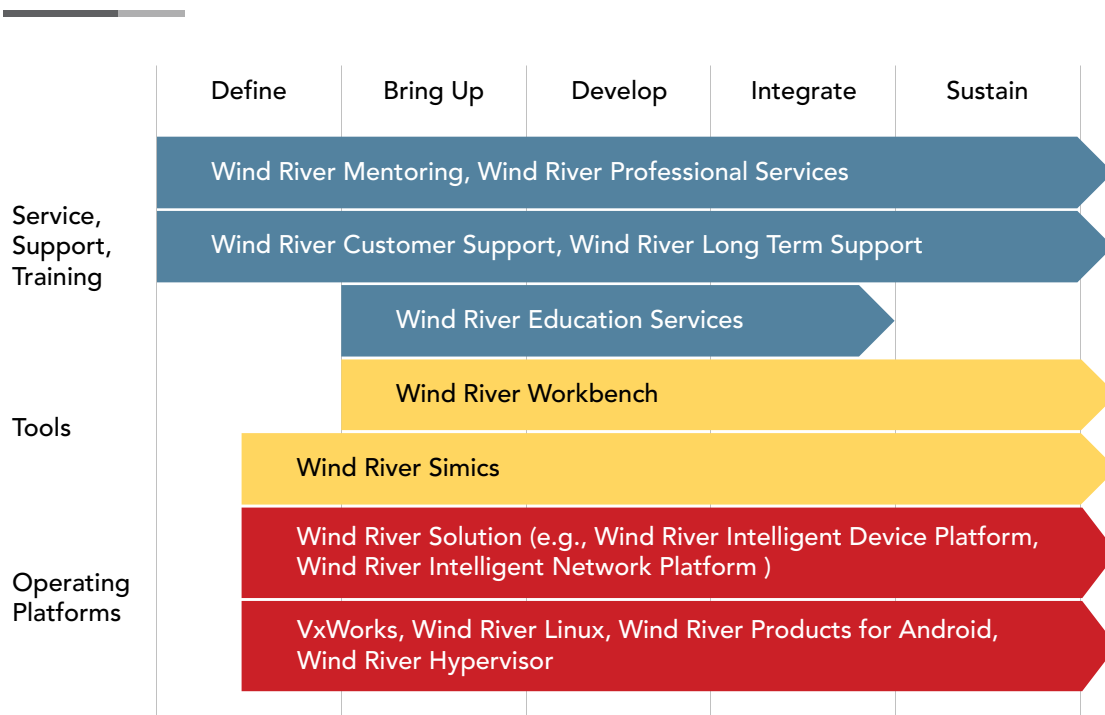 Define
Bring Up
Develop
Integrate
Sustain
Service,
Support,
Training
Wind River Mentoring, Wind River Professional Services
Wind River Customer Support, Wind River Long Term Support
Wind River Education Services
Tools
Wind River Workbench
Wind River Simics
Operating
Platforms
Wind River Solution (e.g., Wind River Intelligent Device Platform,
Wind River Intelligent Network Platform )
VxWorks, Wind River Linux, Wind River Products for Android,
Wind River Hypervisor